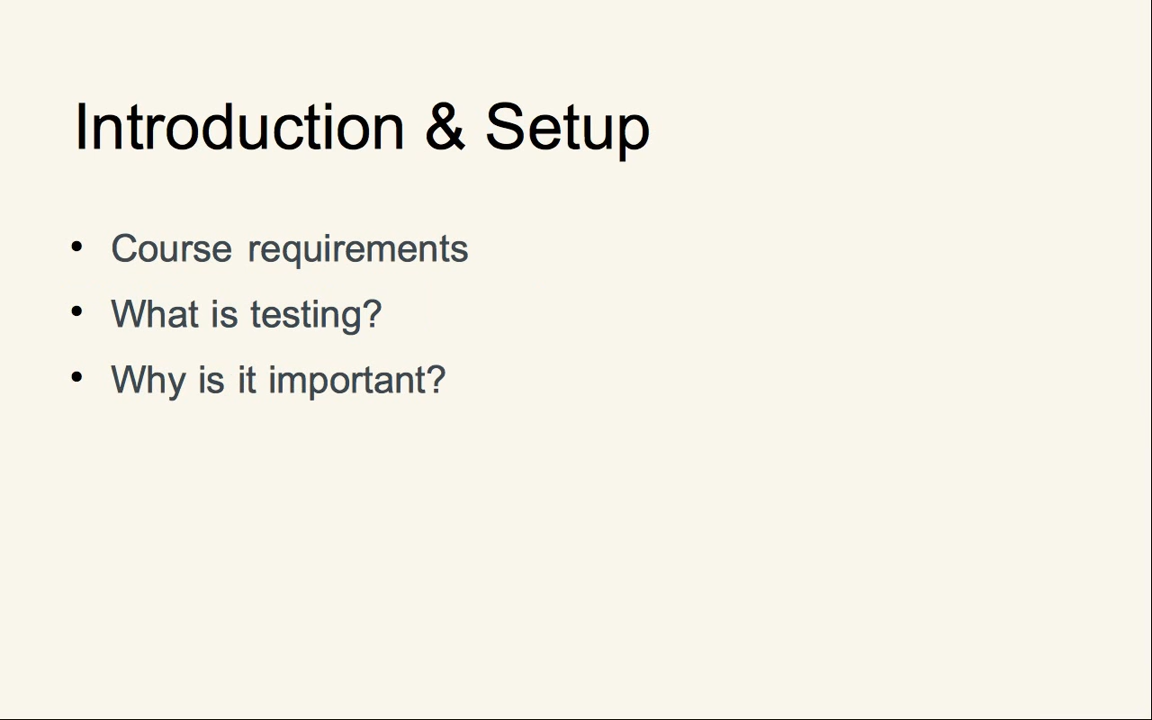 Introduction & Setup
• Course requirements
• What is testing?
• Why is it important?